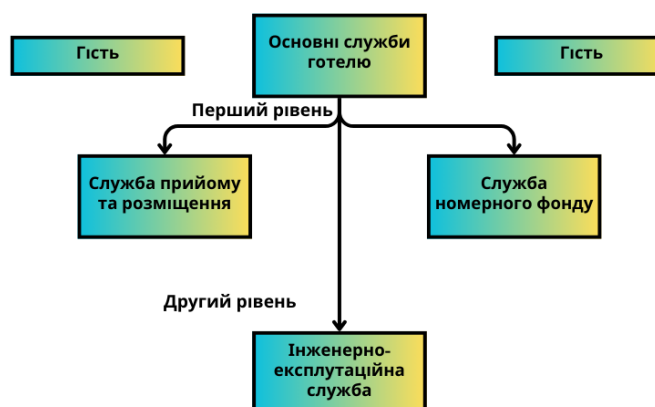 Гість
Основні служби
готелю
Гість
Перший рівень
Служба прийому
та розміщення
Служба
номерного фонду
Другий рівень
Інженерно-
експлутаційна
служба